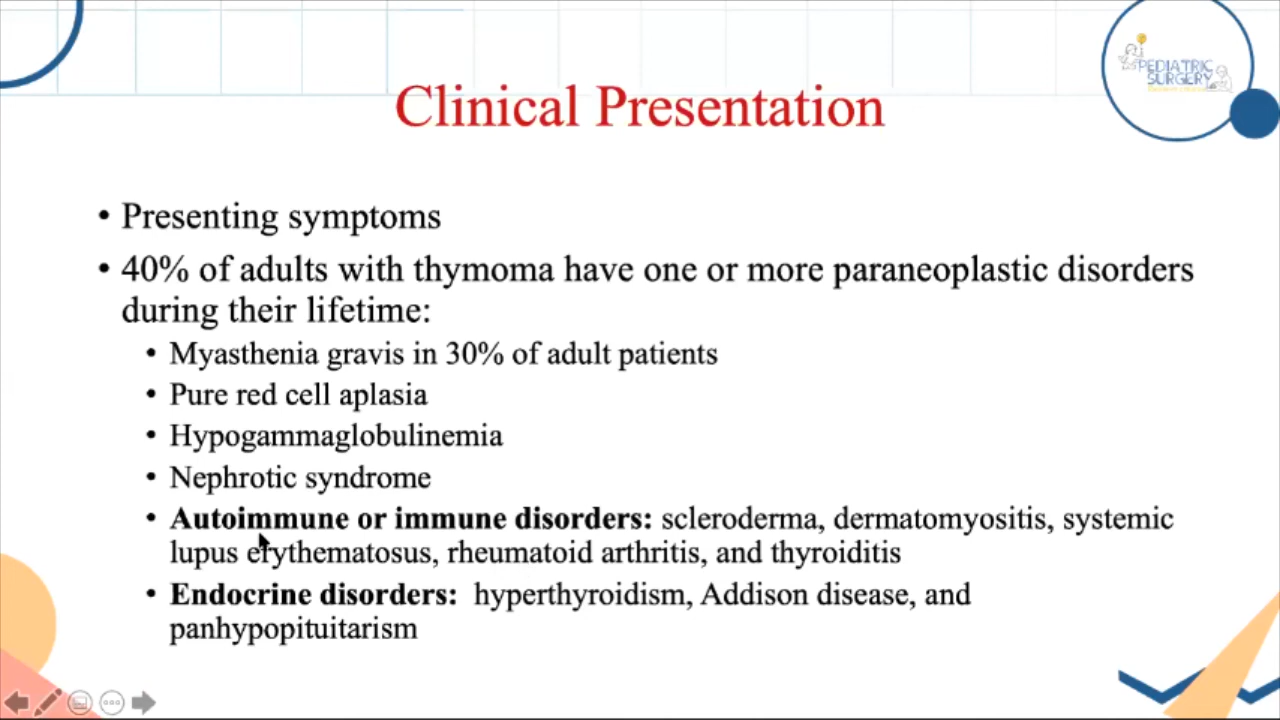 PEDIATRIC
SURGERY
Clinical Presentation
• Presenting symptoms
• 40% of adults with thymoma have one or more paraneoplastic disorders
during their lifetime:
• Myasthenia gravis in 30% of adult patients
• Pure red cell aplasia
• Hypogammaglobulinemia
• Nephrotic syndrome
• Autoimmune or immune disorders: scleroderma, dermatomyositis, systemic
lupus erythematosus, rheumatoid arthritis, and thyroiditis
• Endocrine disorders: hyperthyroidism, Addison disease, and
panhypopituitarism